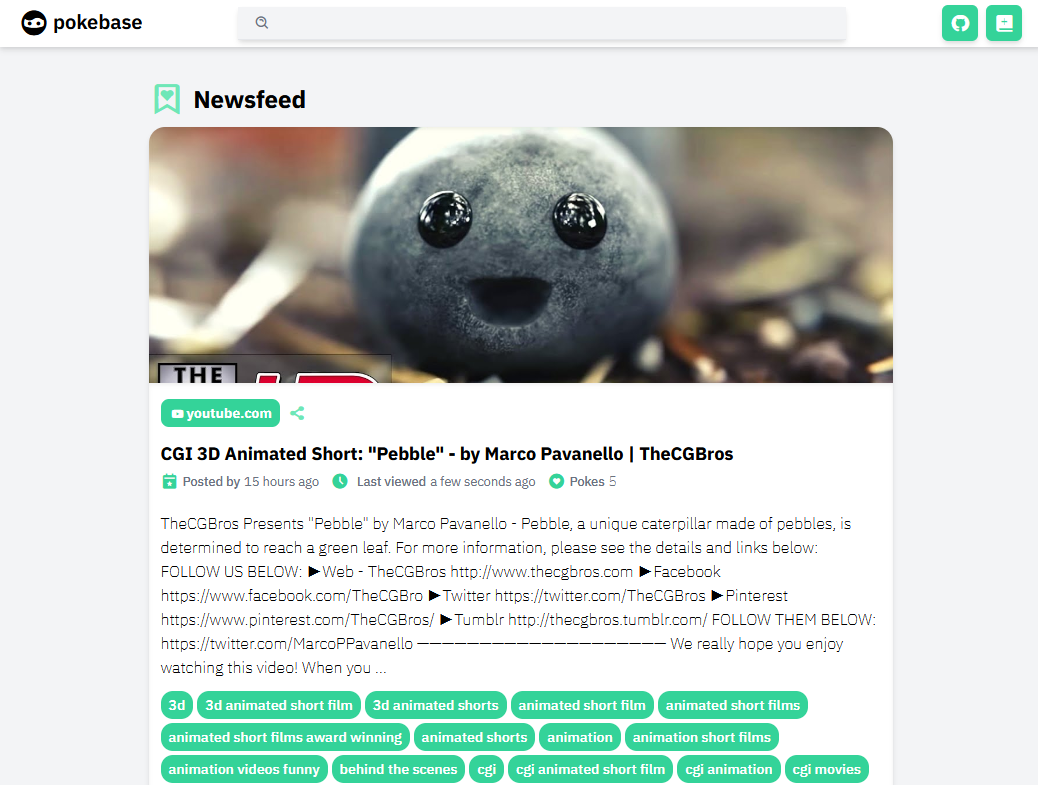 pokebase
Newsfeed
THE
youtube.com
CGI 3D Animated Short: "Pebble" - by Marco Pavanello | TheCGBros
Posted by 15 hours ago Last viewed a few seconds ago Pokes 5
TheCGBros Presents "Pebble" by Marco Pavanello - Pebble, a unique caterpillar made of pebbles, is
determined to reach a green leaf. For more information, please see the details and links below:
FOLLOW US BELOW: ►Web - TheCGBros http://www.thecgbros.com ►Facebook
https://www.facebook.com/TheCGBro ►Twitter https://twitter.com/TheCGBros ►Pinterest
https://www.pinterest.com/TheCGBros/ ►Tumblr http://thecgbros.tumblr.com/ FOLLOW THEM BELOW:
https://twitter.com/MarcoPPavanello ———————————————————— We really hope you enjoy
watching this video! When you ...
3d 3d animated short film 3d animated shorts animated short film animated short films
animated short films award winning animated shorts animation animation short films
animation videos funny behind the scenes cgi cgi animated short film cgi animation cgi movies